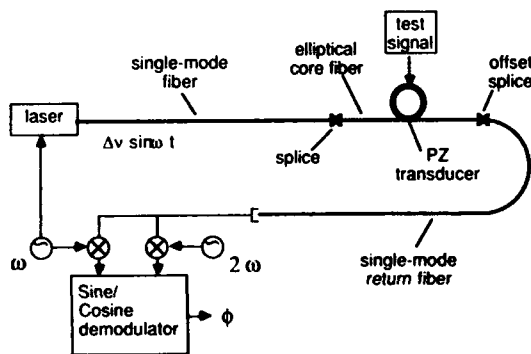 test
signal
elliptical
core fiber
offset
splice
single-mode
fiber
laser
Δν sinω t
splice
PZ
transducer
ω
2 ω
single-mode
return fiber
Sine/
Cosine
demodulator
ϕ